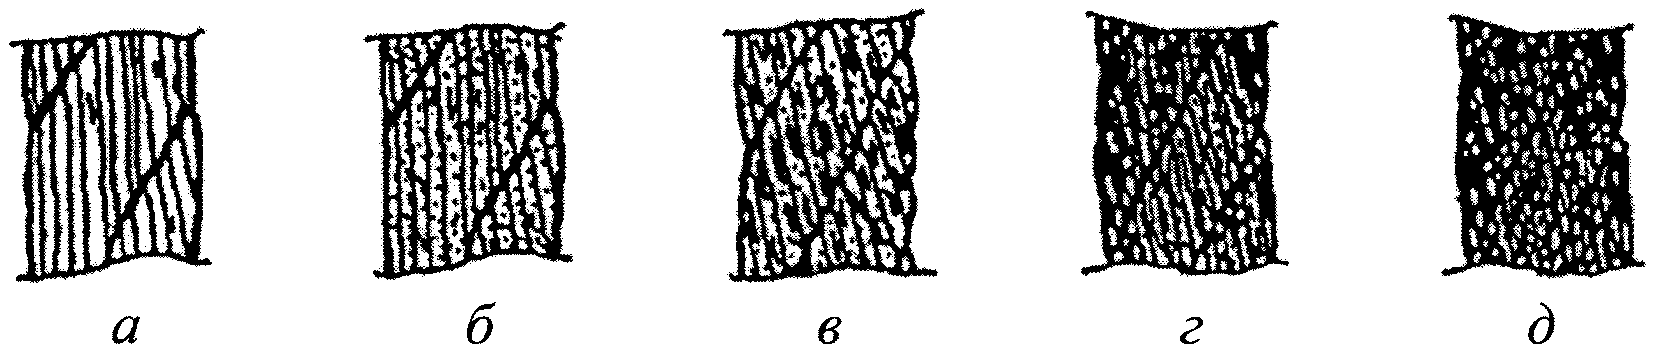 а б в г д